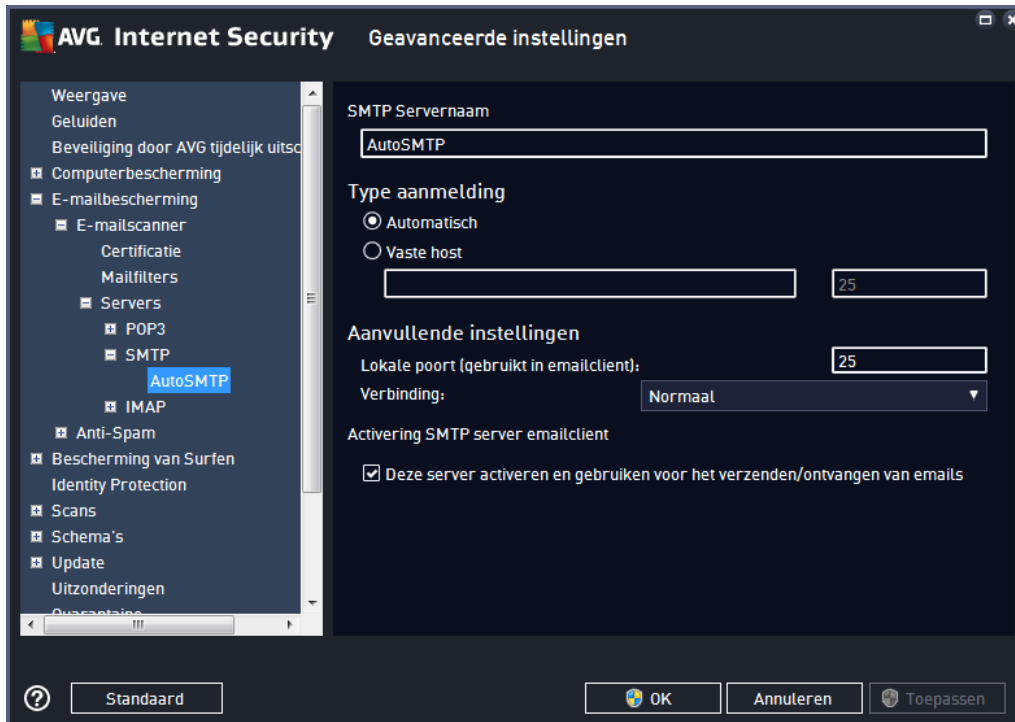 AVG Internet Security
Geavanceerde instellingen
Weergave
Geluiden
Beveiliging door AVG tijdelijk uitsc
Computerbescherming
E-mailbescherming
E-mailscanner
Certificatie
Mailfilters
Servers
POP3
SMTP
AutoSMTP
IMAP
Anti-Spam
Bescherming van Surfen
Identity Protection
Scans
Schema's
Update
Uitzonderingen
Quarantaine
SMTP Servernaam
AutoSMTP
Type aanmelding
Automatisch
Vaste host
25
Aanvullende instellingen
Lokale poort (gebruikt in emailclient):
25
Verbinding:
Normaal
Activering SMTP server emailclient
Deze server activeren en gebruiken voor het verzenden/ontvangen van emails
?
Standaard
OK
Annuleren
Toepassen